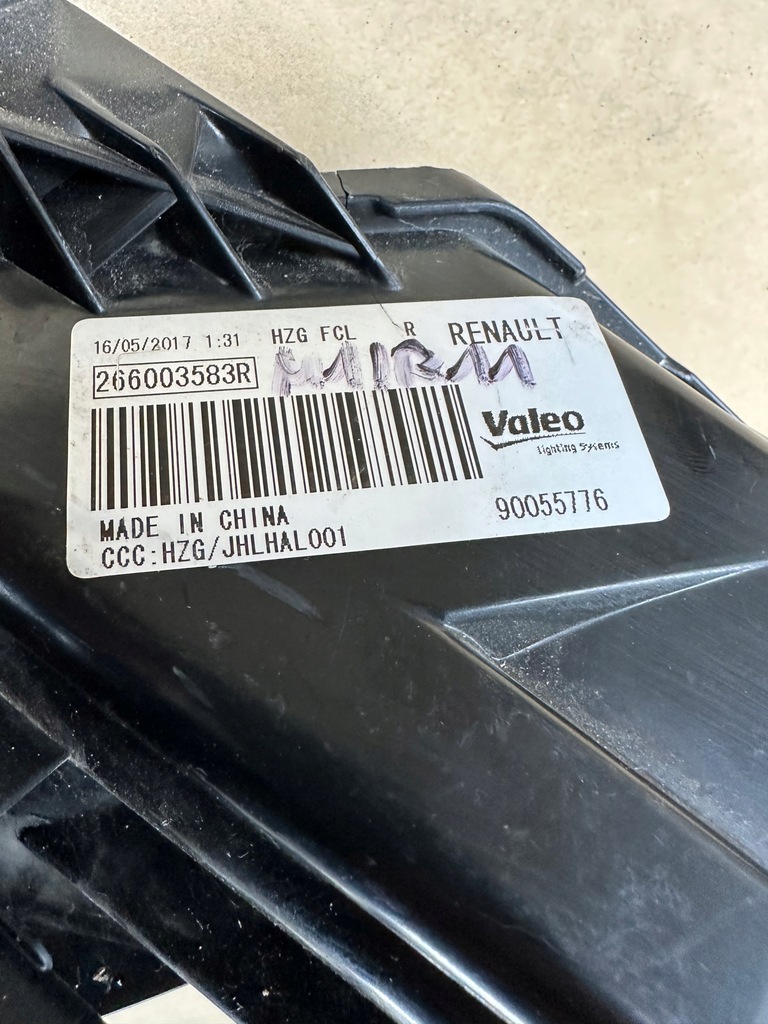 16/05/2017 1:31 HZG FCL R RENAULT
266003583R
Valeo
lighting systems
MADE IN CHINA
90055776
CCC:HZG/JHLHAL001